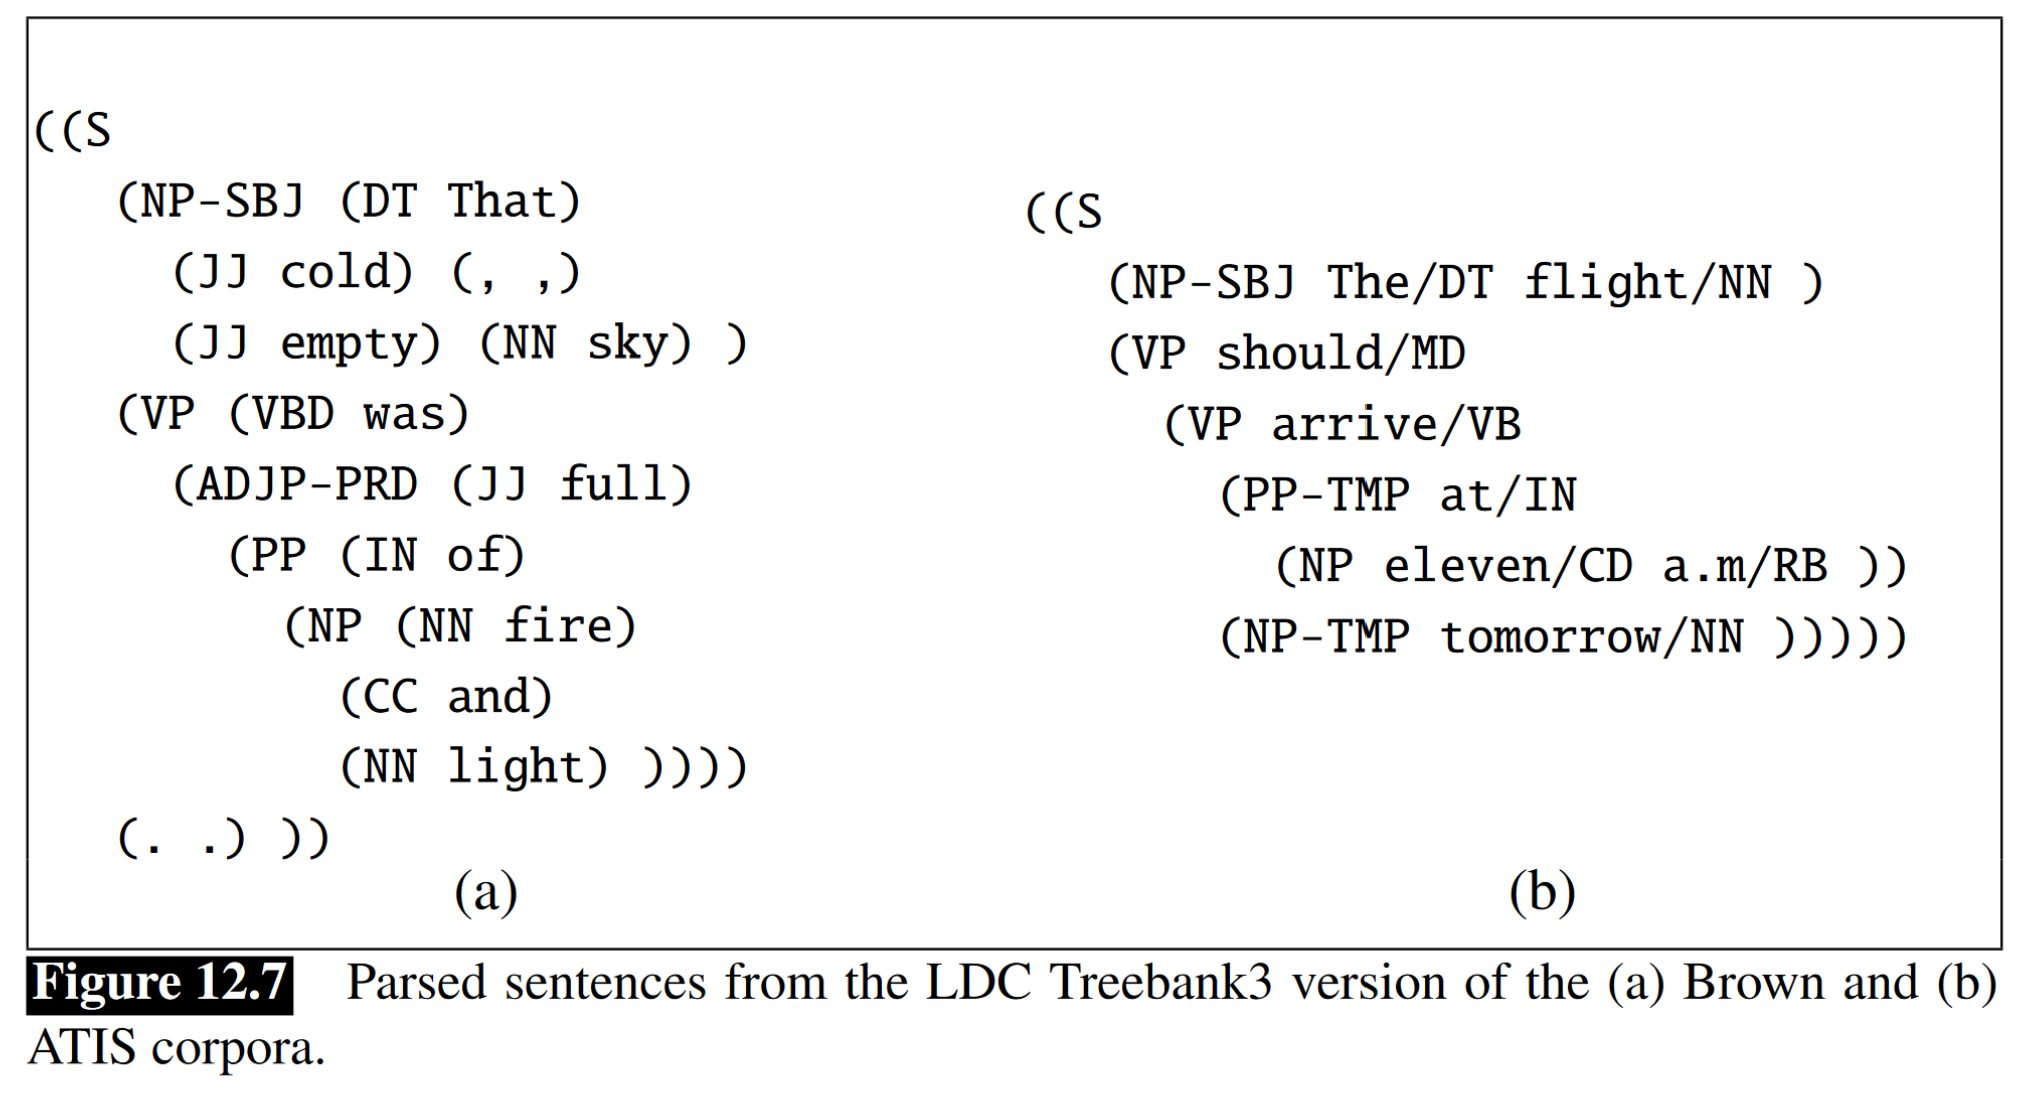 ((S
(NP-SBJ (DT That)
(JJ cold) (, ,)
(JJ empty) (NN sky) )
(VP (VBD was)
(ADJP-PRD (JJ full)
(PP (IN of)
(NP (NN fire)
(CC and)
(NN light) ))))
(. .) ))
(a)
((S
(NP-SBJ The/DT flight/NN )
(VP should/MD
(VP arrive/VB
(PP-TMP at/IN
(NP eleven/CD a.m/RB ))
(NP-TMP tomorrow/NN )))))
(b)
Figure 12.7 Parsed sentences from the LDC Treebank3 version of the (a) Brown and (b)
ATIS corpora.